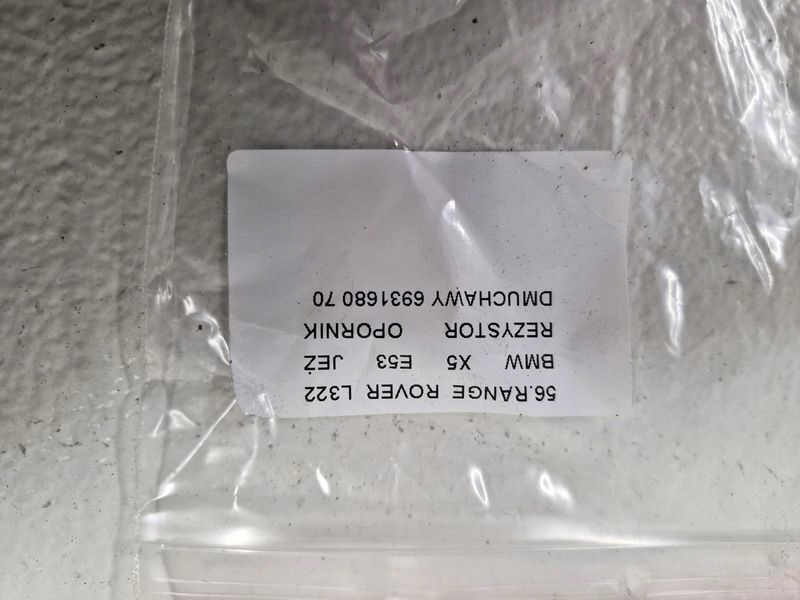 56.RANGE ROVER L322
BMW X5 E53 JEŻ
REZYSTOR OPORNIK
DMUCHAWY 6931680 70